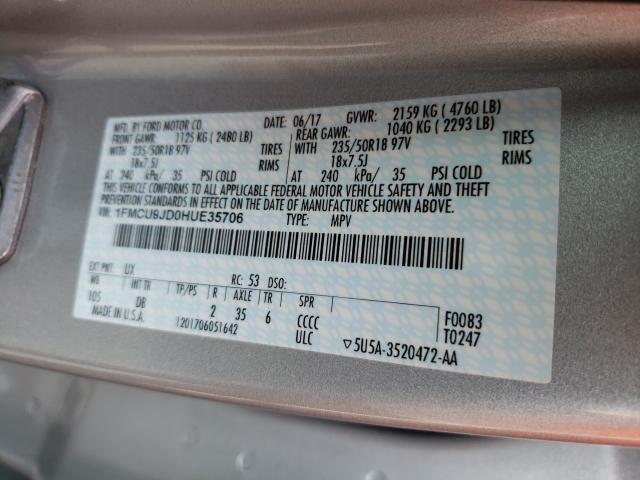 MFD. BY FORD MOTOR CO. DATE: 06/17 GVWR: 2159 KG ( 4760 LB)
FRONT GAWR: 1125 KG ( 2480 LB) REAR GAWR: 1040 KG ( 2293 LB)
WITH 235/50R18 97V TIRES WITH 235/50R18 97V TIRES
18x7.5J RIMS 18x7.5J RIMS
AT 240 kPa/ 35 PSI COLD AT 240 kPa/ 35 PSI COLD
THIS VEHICLE CONFORMS TO ALL APPLICABLE FEDERAL MOTOR VEHICLE SAFETY AND THEFT
PREVENTION STANDARDS IN EFFECT ON THE DATE OF MANUFACTURE SHOWN ABOVE.
VIN: 1FMCU9JD0HUE35706 TYPE: MPV
EXT PNT: UX RC: 53 DSO:
WB INT TR TP/PS R AXLE TR SPR
105 DB 2 35 6 CCCC F0083
MADE IN U.S.A. 1201706051642 ULC T0247
▽5U5A-3520472-AA